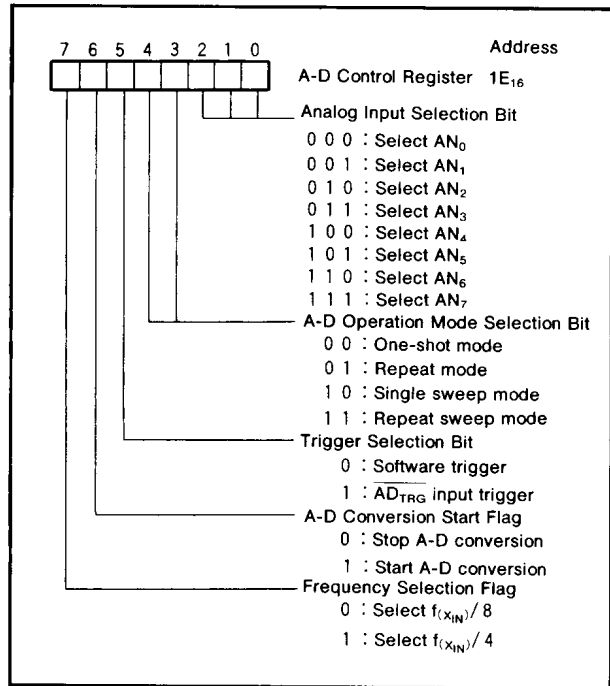 7 6 5 4 3 2 1 0 Address
A-D Control Register 1E₁₆
Analog Input Selection Bit
0 0 0 : Select AN₀
0 0 1 : Select AN₁
0 1 0 : Select AN₂
0 1 1 : Select AN₃
1 0 0 : Select AN₄
1 0 1 : Select AN₅
1 1 0 : Select AN₆
1 1 1 : Select AN₇
A-D Operation Mode Selection Bit
0 0 : One-shot mode
0 1 : Repeat mode
1 0 : Single sweep mode
1 1 : Repeat sweep mode
Trigger Selection Bit
0 : Software trigger
1 : A̅D̅T̅R̅G̅ input trigger
A-D Conversion Start Flag
0 : Stop A-D conversion
1 : Start A-D conversion
Frequency Selection Flag
0 : Select f(XIN)/ 8
1 : Select f(XIN)/ 4